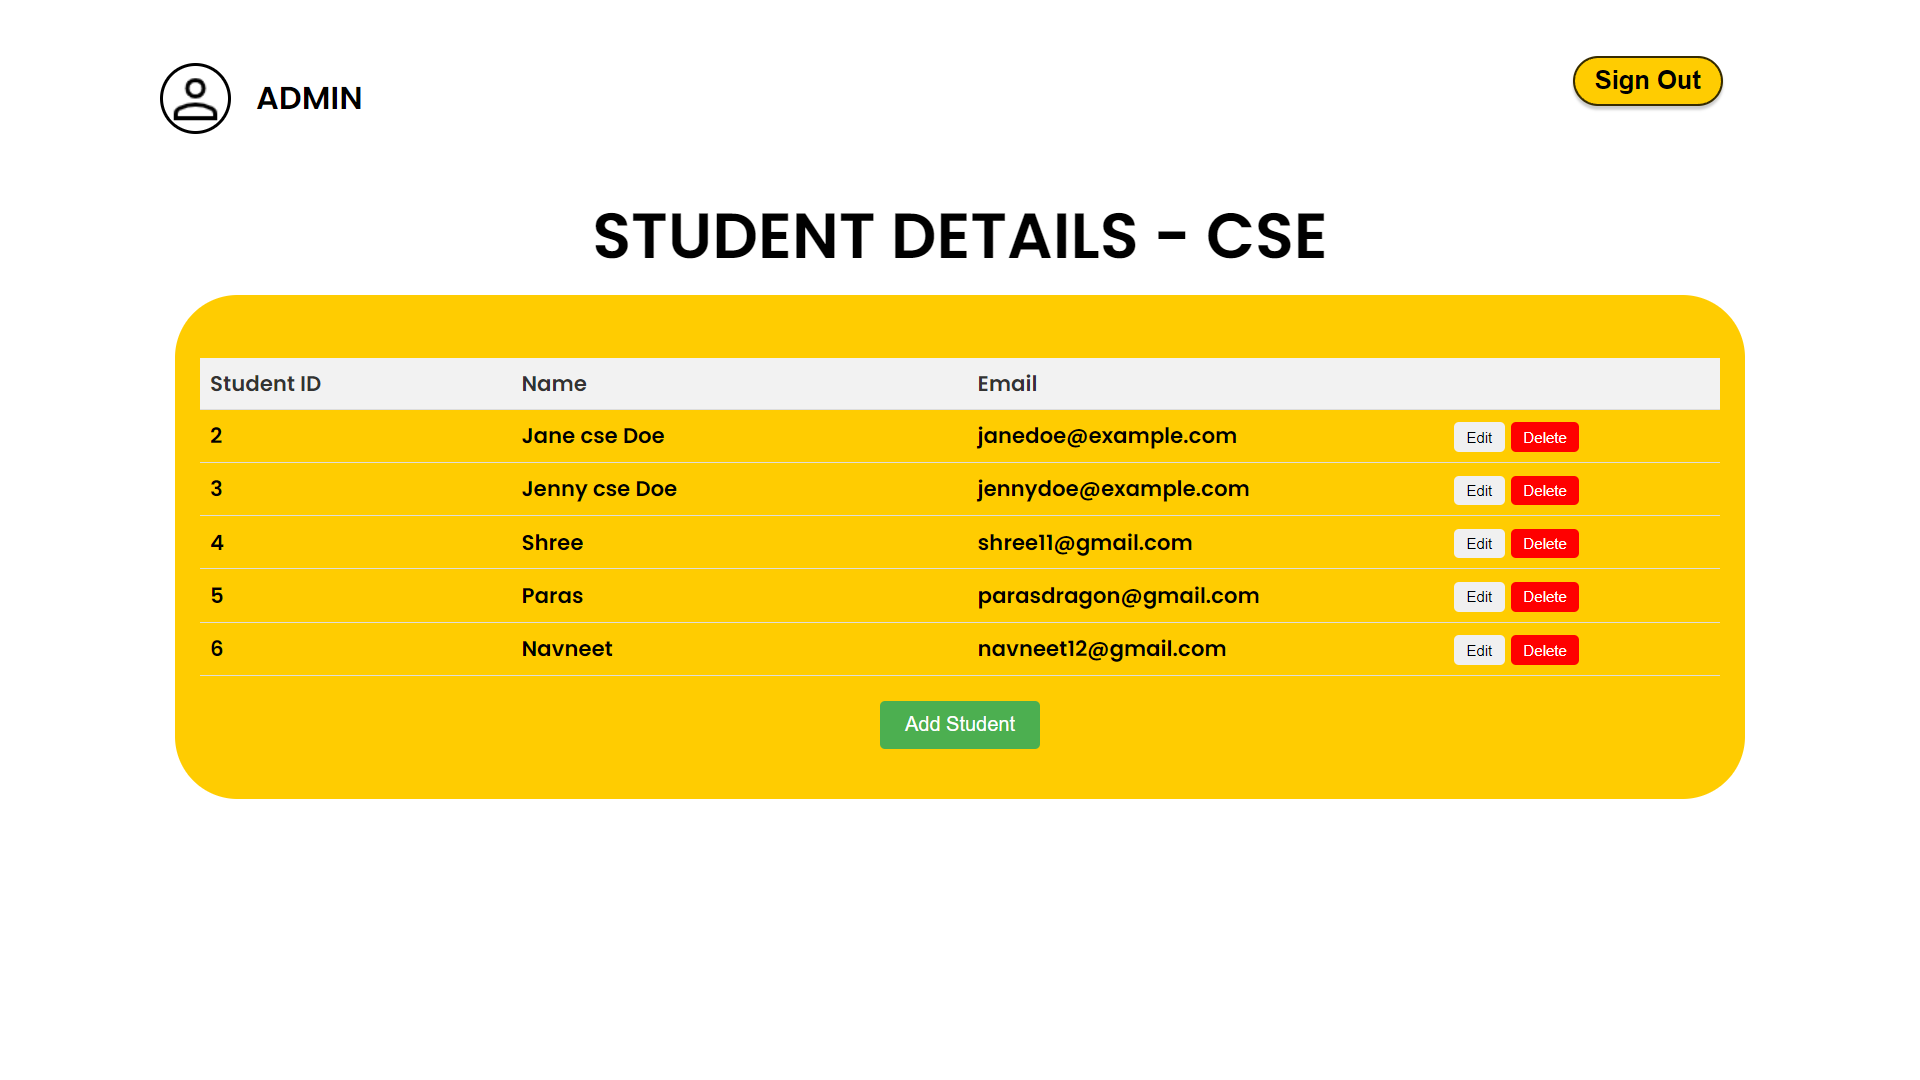 ADMIN
Sign Out
STUDENT DETAILS - CSE
Student ID Name Email
2 Jane cse Doe janedoe@example.com Edit Delete
3 Jenny cse Doe jennydoe@example.com Edit Delete
4 Shree shree11@gmail.com Edit Delete
5 Paras parasdragon@gmail.com Edit Delete
6 Navneet navneet12@gmail.com Edit Delete
Add Student